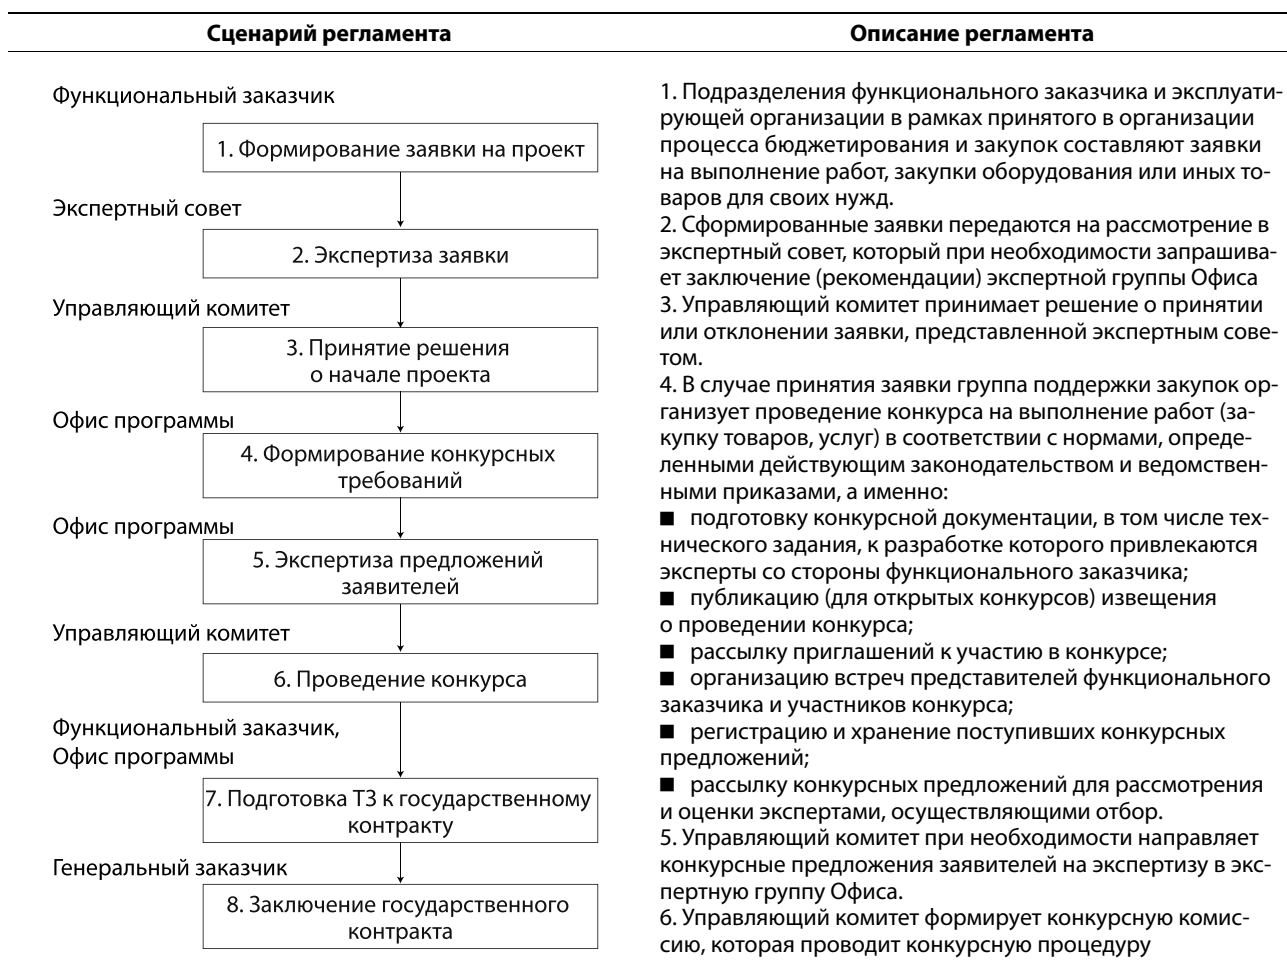 Сценарий регламента
Описание регламента
Функциональный заказчик
1. Формирование заявки на проект
Экспертный совет
2. Экспертиза заявки
Управляющий комитет
3. Принятие решения
о начале проекта
Офис программы
4. Формирование конкурсных
требований
Офис программы
5. Экспертиза предложений
заявителей
Управляющий комитет
6. Проведение конкурса
Функциональный заказчик,
Офис программы
7. Подготовка ТЗ к государственному
контракту
Генеральный заказчик
8. Заключение государственного
контракта
1. Подразделения функционального заказчика и эксплуати-
рующей организации в рамках принятого в организации
процесса бюджетирования и закупок составляют заявки
на выполнение работ, закупки оборудования или иных то-
варов для своих нужд.
2. Сформированные заявки передаются на рассмотрение в
экспертный совет, который при необходимости запрашива-
ет заключение (рекомендации) экспертной группы Офиса
3. Управляющий комитет принимает решение о принятии
или отклонении заявки, представленной экспертным сове-
том.
4. В случае принятия заявки группа поддержки закупок ор-
ганизует проведение конкурса на выполнение работ (за-
купку товаров, услуг) в соответствии с нормами, опреде-
ленными действующим законодательством и ведомствен-
ными приказами, а именно:
■ подготовку конкурсной документации, в том числе тех-
нического задания, к разработке которого привлекаются
эксперты со стороны функционального заказчика;
■ публикацию (для открытых конкурсов) извещения
о проведении конкурса;
■ рассылку приглашений к участию в конкурсе;
■ организацию встреч представителей функционального
заказчика и участников конкурса;
■ регистрацию и хранение поступивших конкурсных
предложений;
■ рассылку конкурсных предложений для рассмотрения
и оценки экспертами, осуществляющими отбор.
5. Управляющий комитет при необходимости направляет
конкурсные предложения заявителей на экспертизу в экс-
пертную группу Офиса.
6. Управляющий комитет формирует конкурсную комис-
сию, которая проводит конкурсную процедуру